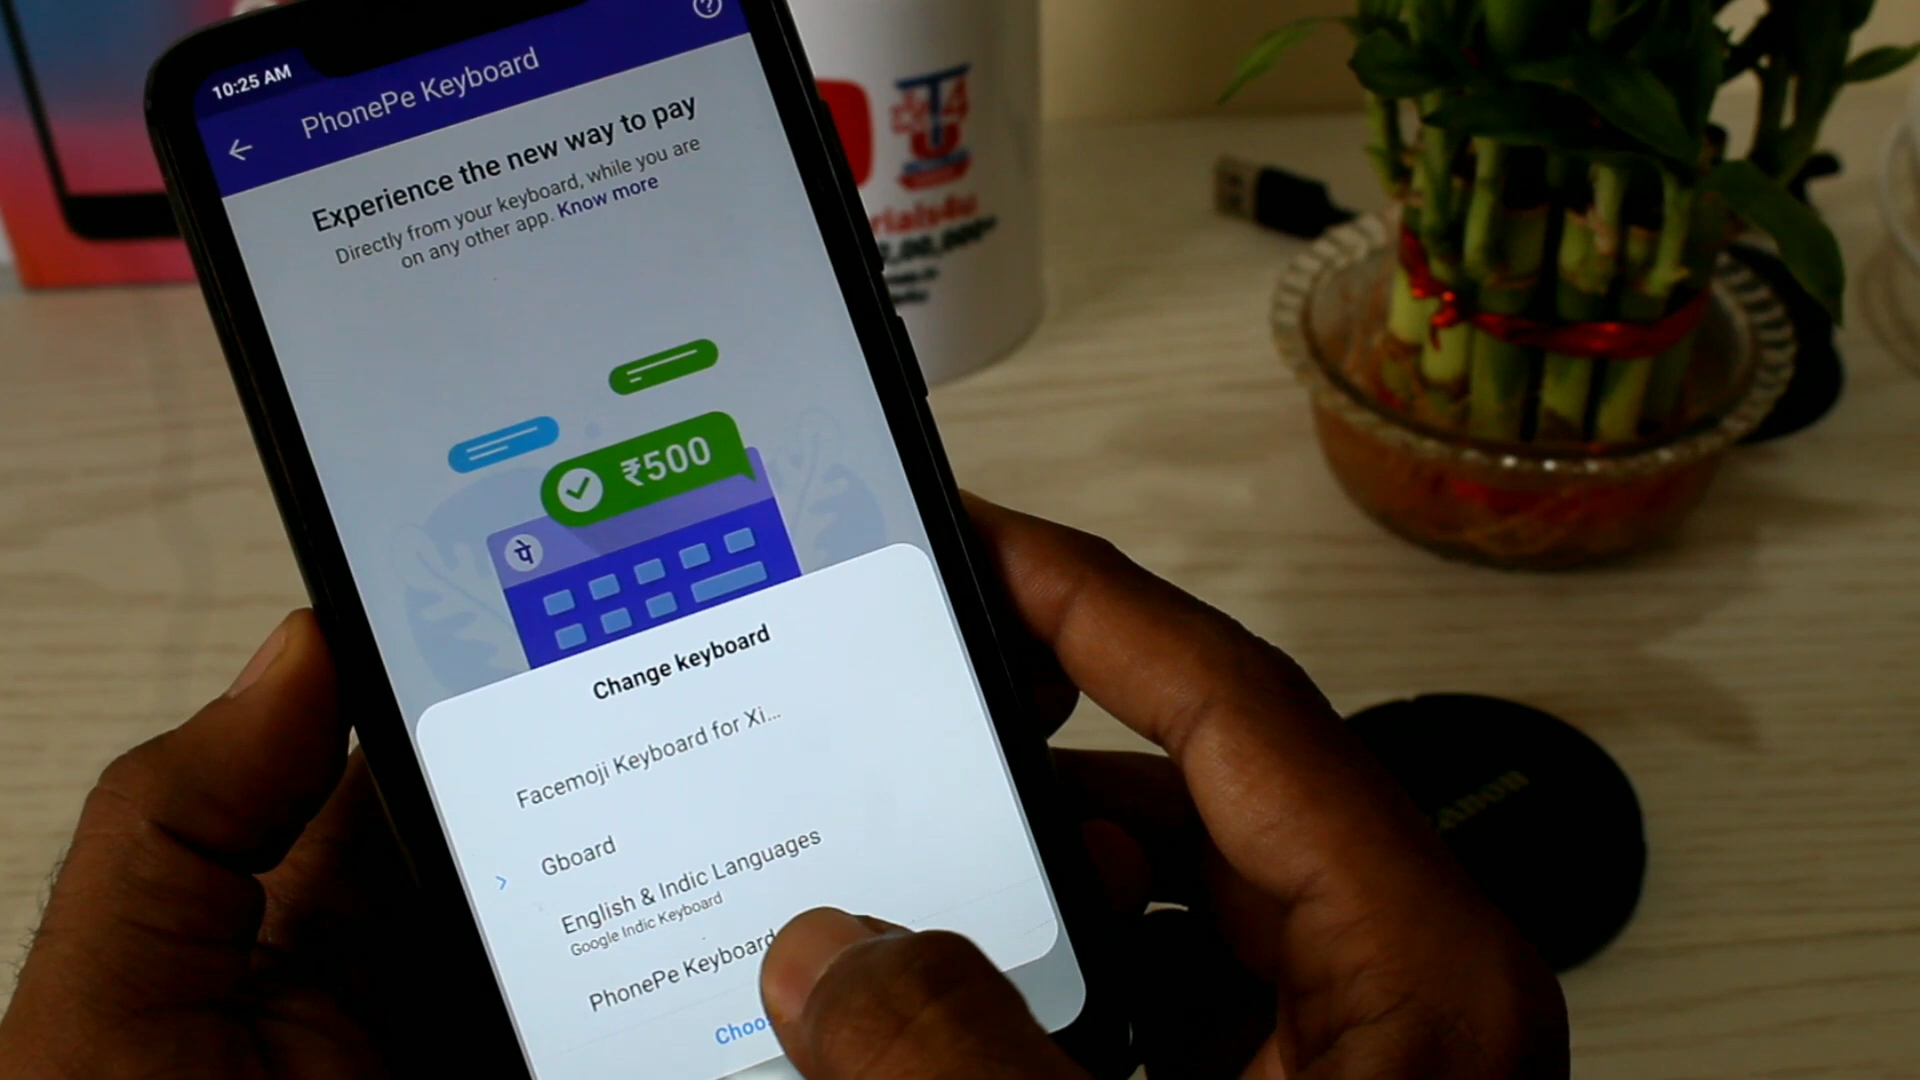 10:25 AM
PhonePe Keyboard
Experience the new way to pay
Directly from your keyboard, while you are
on any other app. Know more
₹500
पे
Change keyboard
Facemoji Keyboard for Xi...
Gboard
English & Indic Languages
Google Indic Keyboard
PhonePe Keyboard